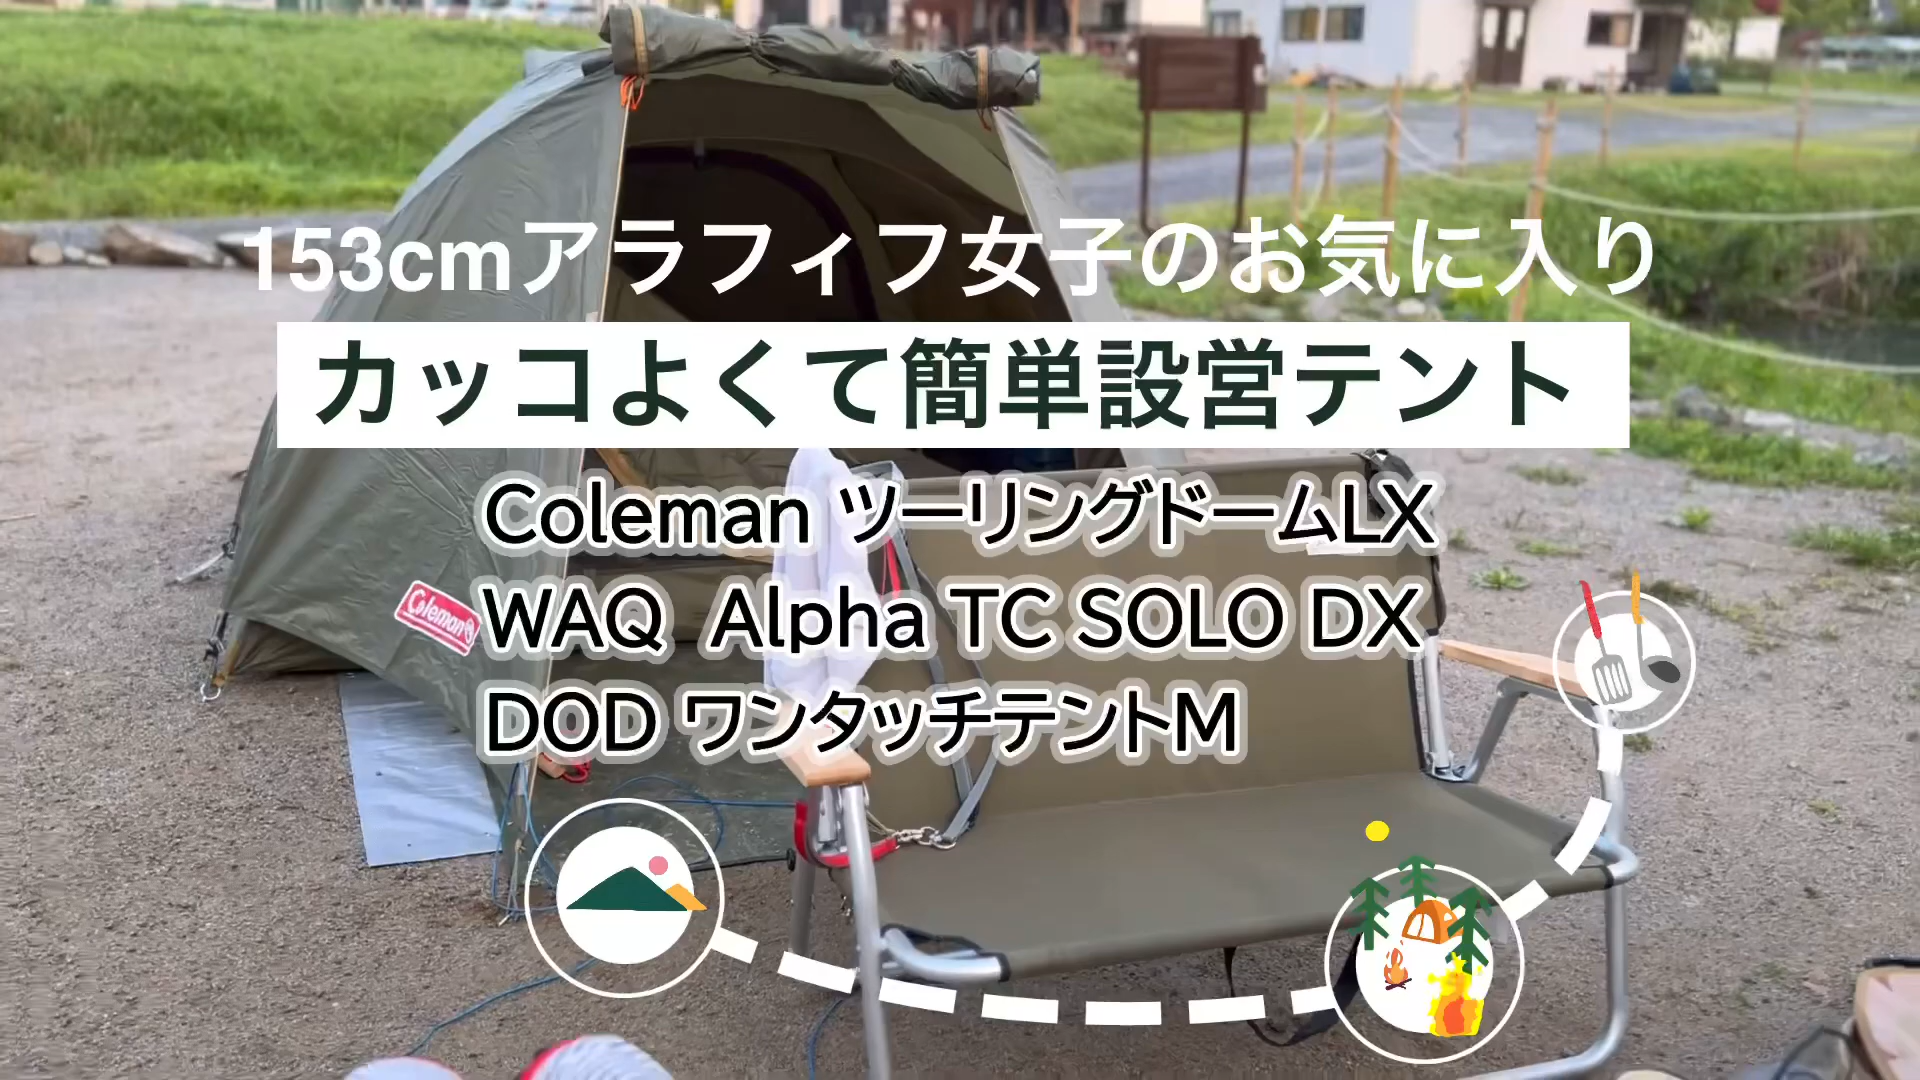 153cmアラフィフ女子のお気に入り
カッコよくて簡単設営テント
Coleman ツーリングドームLX
Coleman
WAQ Alpha TC SOLO DX
DOD ワンタッチテントM